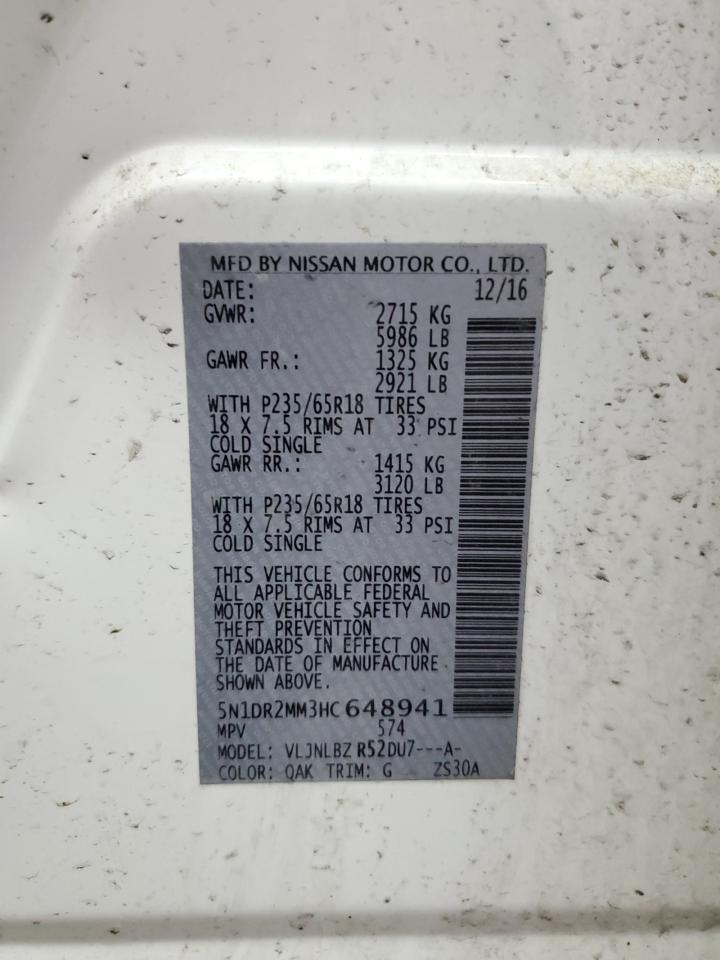 MFD BY NISSAN MOTOR CO., LTD.
DATE: 12/16
GVWR: 2715 KG
5986 LB
GAWR FR.: 1325 KG
2921 LB
WITH P235/65R18 TIRES
18 X 7.5 RIMS AT 33 PSI
COLD SINGLE
GAWR RR.: 1415 KG
3120 LB
WITH P235/65R18 TIRES
18 X 7.5 RIMS AT 33 PSI
COLD SINGLE
THIS VEHICLE CONFORMS TO
ALL APPLICABLE FEDERAL
MOTOR VEHICLE SAFETY AND
THEFT PREVENTION
STANDARDS IN EFFECT ON
THE DATE OF MANUFACTURE
SHOWN ABOVE.
5N1DR2MM3HC 648941
MPV 574
MODEL: VLJNLBZ R52DU7---A-
COLOR: QAK TRIM: G ZS30A